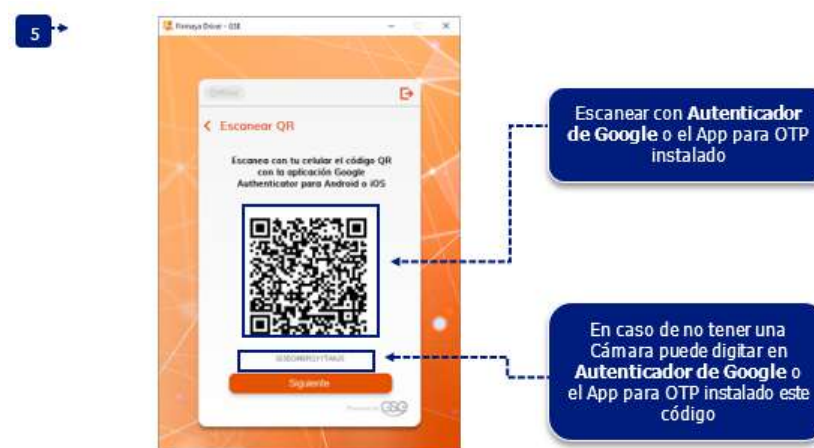 5
Firmaya Driver - GSE
Escanear QR
Escanea con tu celular el código QR
con la aplicación Google
Authenticator para Android o iOS
Siguiente
GSE
Escanear con Autenticador
de Google o el App para OTP
instalado
En caso de no tener una
Cámara puede digitar en
Autenticador de Google o
el App para OTP instalado este
código